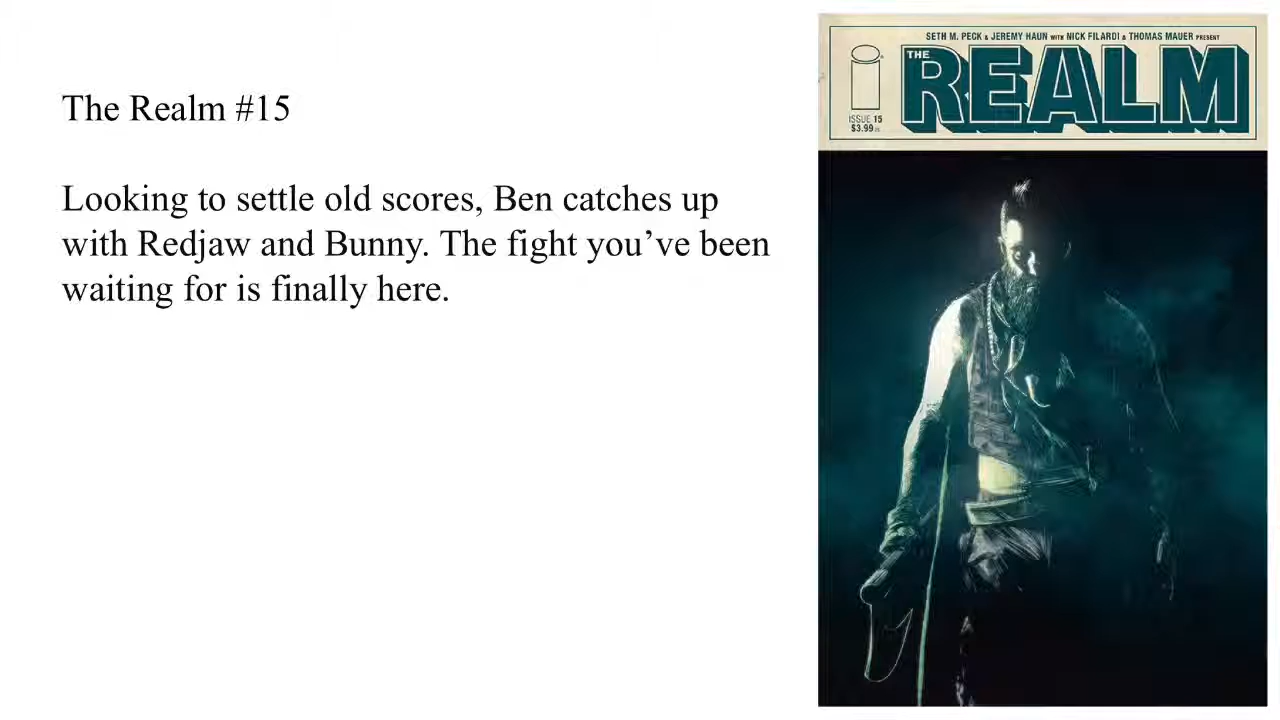 The Realm #15
Looking to settle old scores, Ben catches up
with Redjaw and Bunny. The fight you’ve been
waiting for is finally here.
SETH M. PECK & JEREMY HAUN WITH NICK FILARDI & THOMAS MAUER PRESENT
THE
REALM
ISSUE 15
$3.99